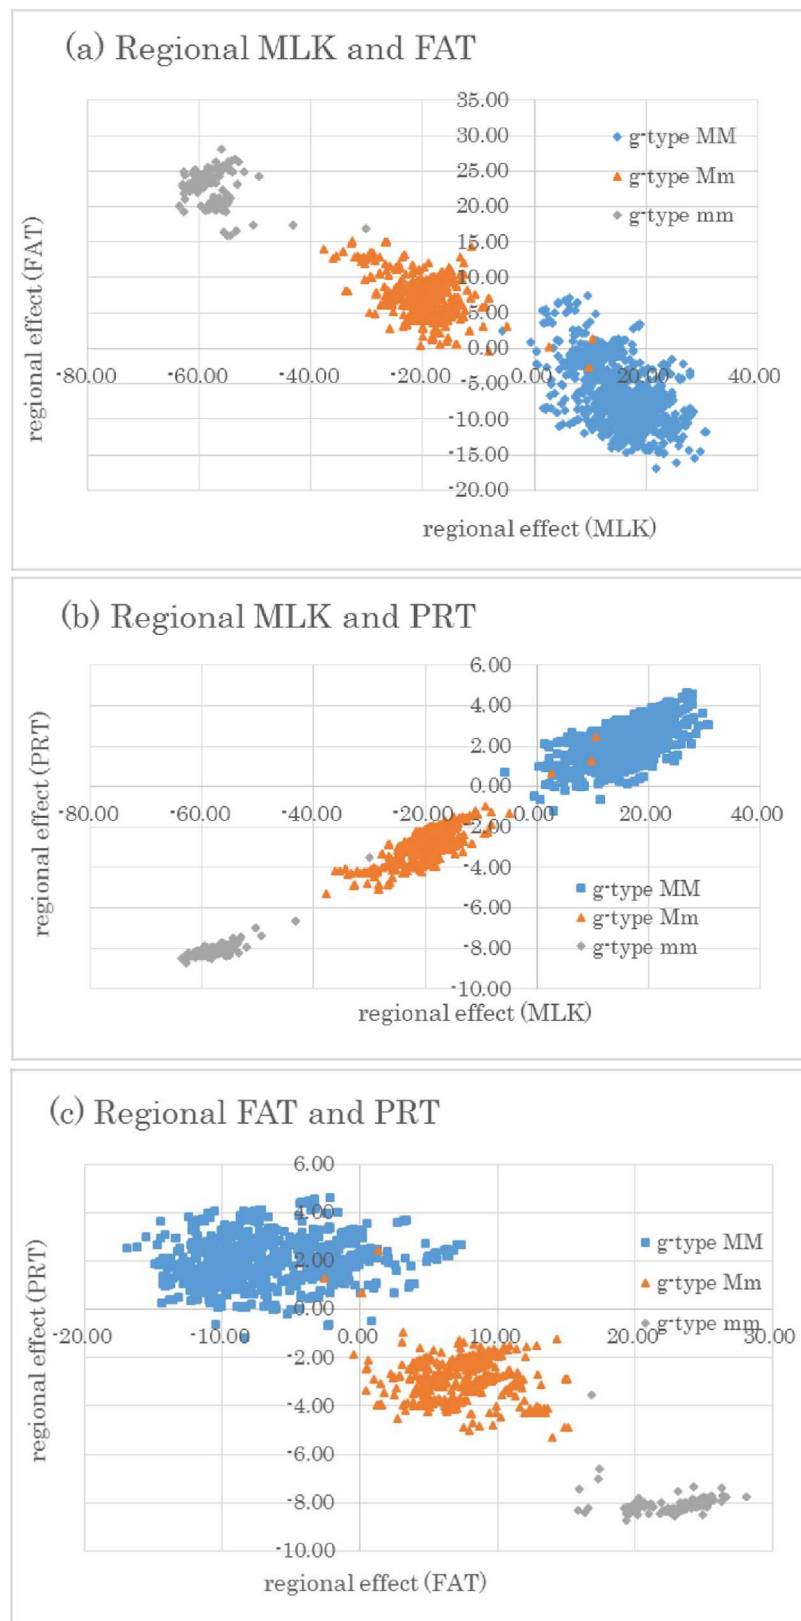 (a) Regional MLK and FAT
35.00
30.00
25.00
20.00
15.00
10.00
5.00
0.00
-5.00
-10.00
-15.00
-20.00
-80.00 -60.00 -40.00 -20.00 0.00 20.00 40.00
g-type MM
g-type Mm
g-type mm
regional effect (FAT)
regional effect (MLK)
(b) Regional MLK and PRT
6.00
4.00
2.00
0.00
-2.00
-4.00
-6.00
-8.00
-10.00
-80.00 -60.00 -40.00 -20.00 0.00 20.00 40.00
g-type MM
g-type Mm
g-type mm
regional effect (PRT)
regional effect (MLK)
(c) Regional FAT and PRT
6.00
4.00
2.00
0.00
-2.00
-4.00
-6.00
-8.00
-10.00
-20.00 -10.00 0.00 10.00 20.00 30.00
g-type MM
g-type Mm
g-type mm
regional effect (PRT)
regional effect (FAT)